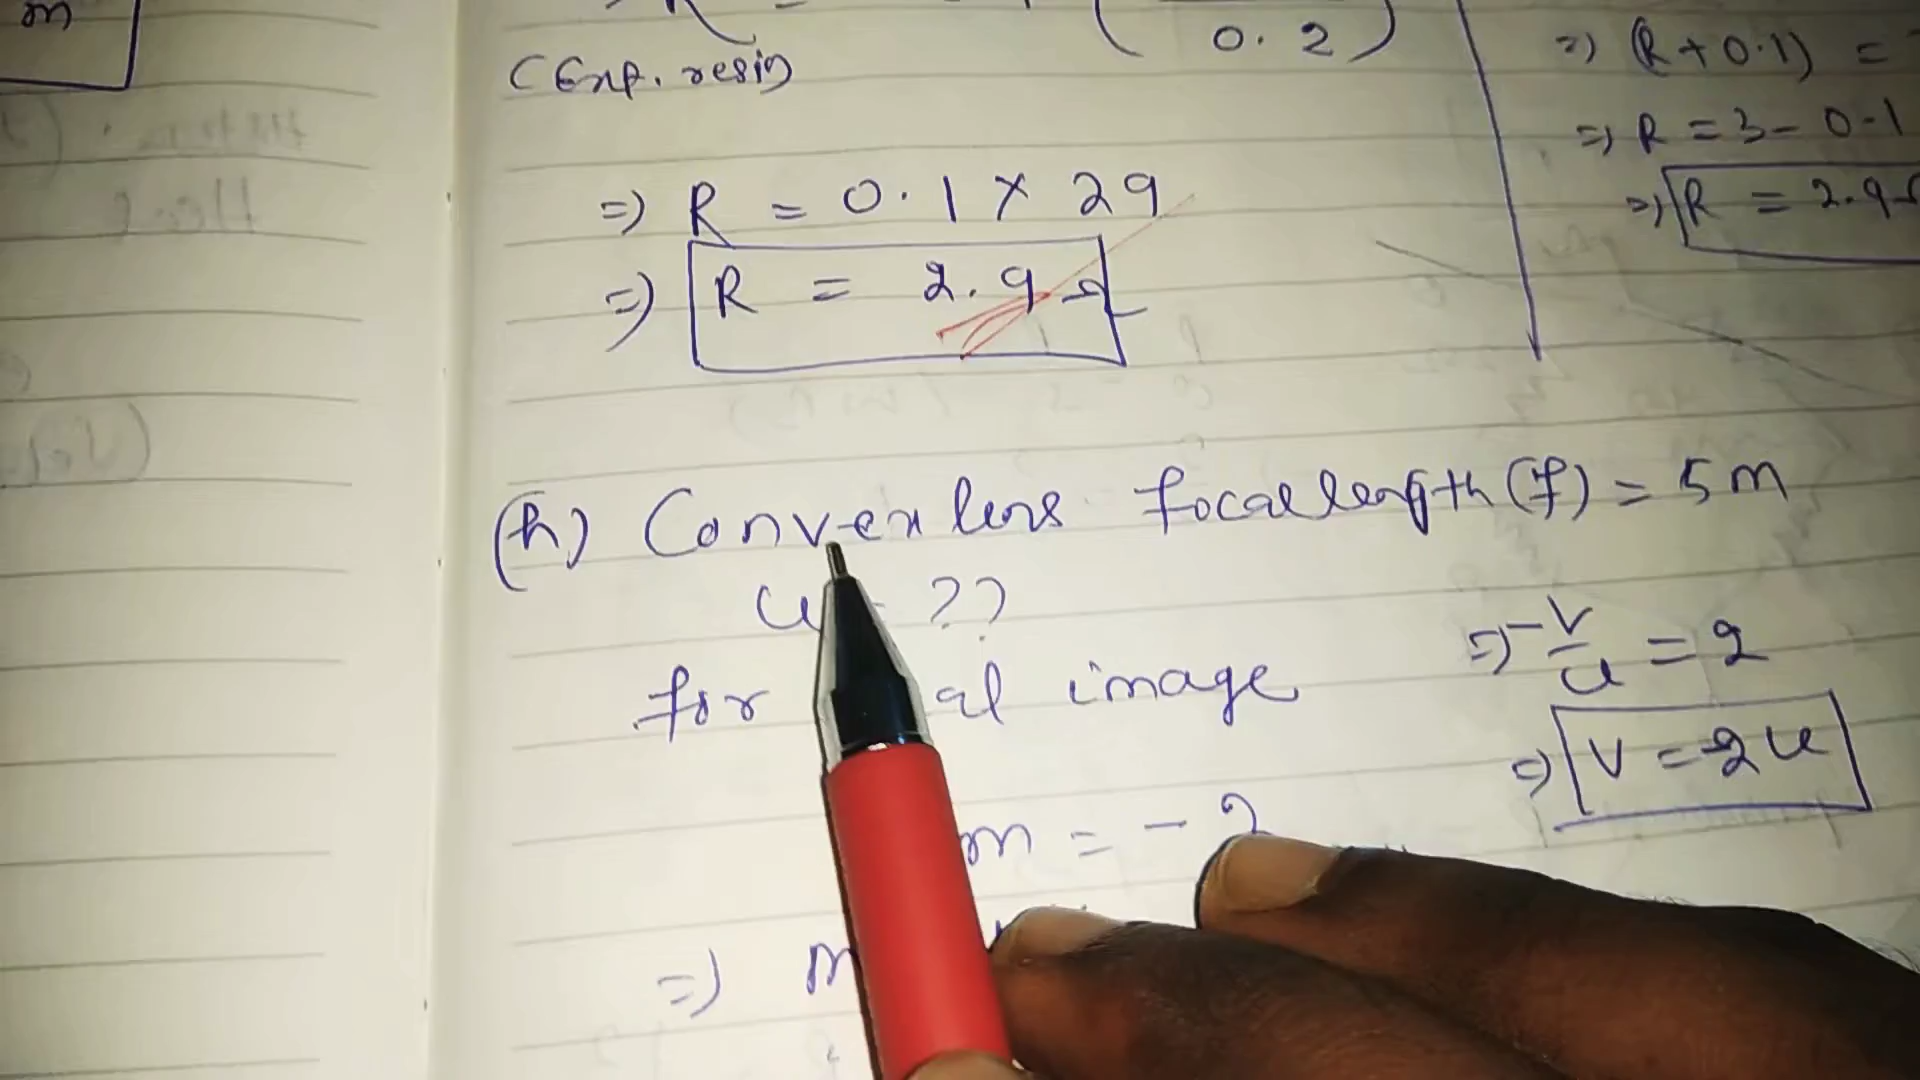 m
0.2
(Exp. resis
=> R = 0.1 × 29
=> R = 2.9 Ω
=> (R+0.1) =
=> R = 3 - 0.1
=> R = 2.9 Ω
(h) Convex lens focal length (f) = 5m
u = ??
for al image
m = -2
=> m
=> -v/u = 2
=> V = 2u